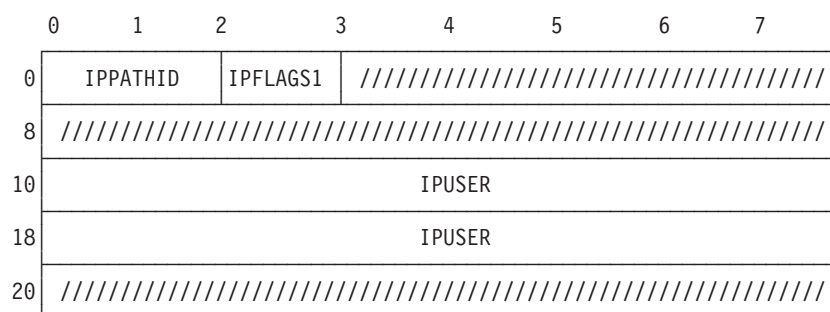 0 1 2 3 4 5 6 7
0 IPPATHID IPFLAGS1 ///////////////////////////////////////
8 ////////////////////////////////////////////////////////////////
10 IPUSER
18 IPUSER
20 ////////////////////////////////////////////////////////////////